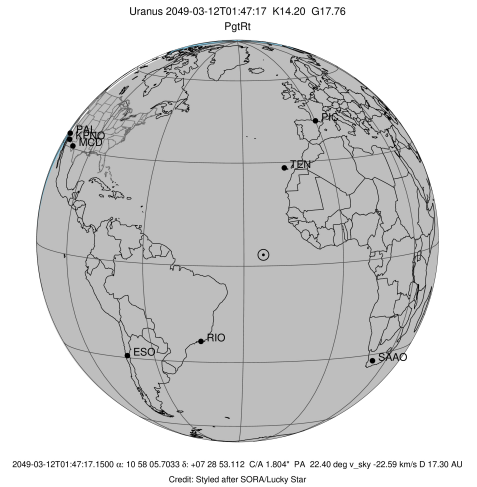 Uranus 2049-03-12T01:47:17 K14.20 G17.76
PgtRt
PAL
KPNO
MCD
PIC
TEN
RIO
ESO
SAAO
2049-03-12T01:47:17.1500 α: 10 58 05.7033 δ: +07 28 53.112 C/A 1.804" PA 22.40 deg v_sky -22.59 km/s D 17.30 AU
Credit: Styled after SORA/Lucky Star